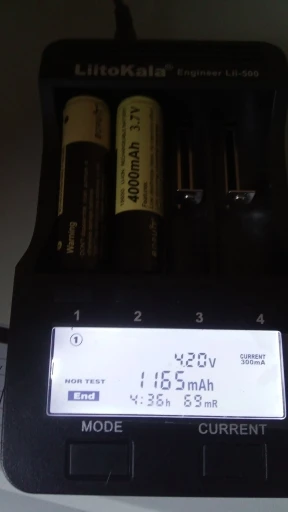 LiitoKala® Engineer Lii-500
Warning
4000mAh 3.7V
1 2 3 4
1
4.20V
CURRENT
300mA
NOR TEST
1165mAh
End
4:36h 69mR
MODE CURRENT